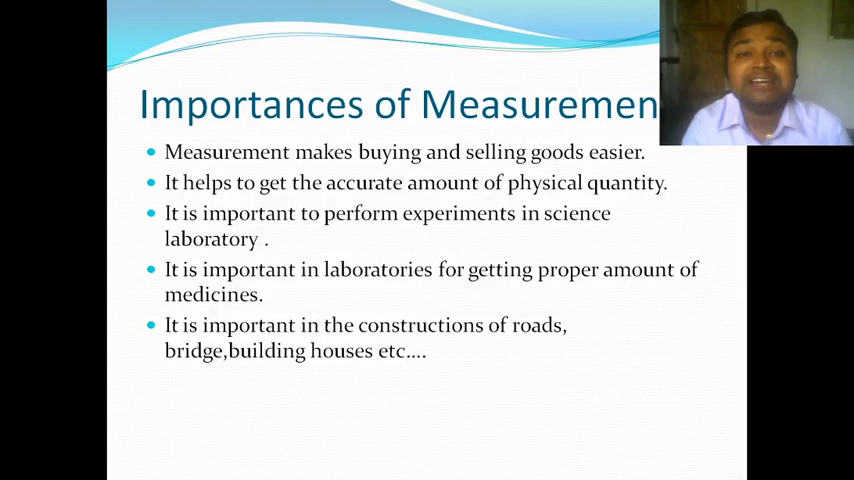 Importances of Measuremen
Measurement makes buying and selling goods easier.
It helps to get the accurate amount of physical quantity.
It is important to perform experiments in science
laboratory .
It is important in laboratories for getting proper amount of
medicines.
It is important in the constructions of roads,
bridge,building houses etc....